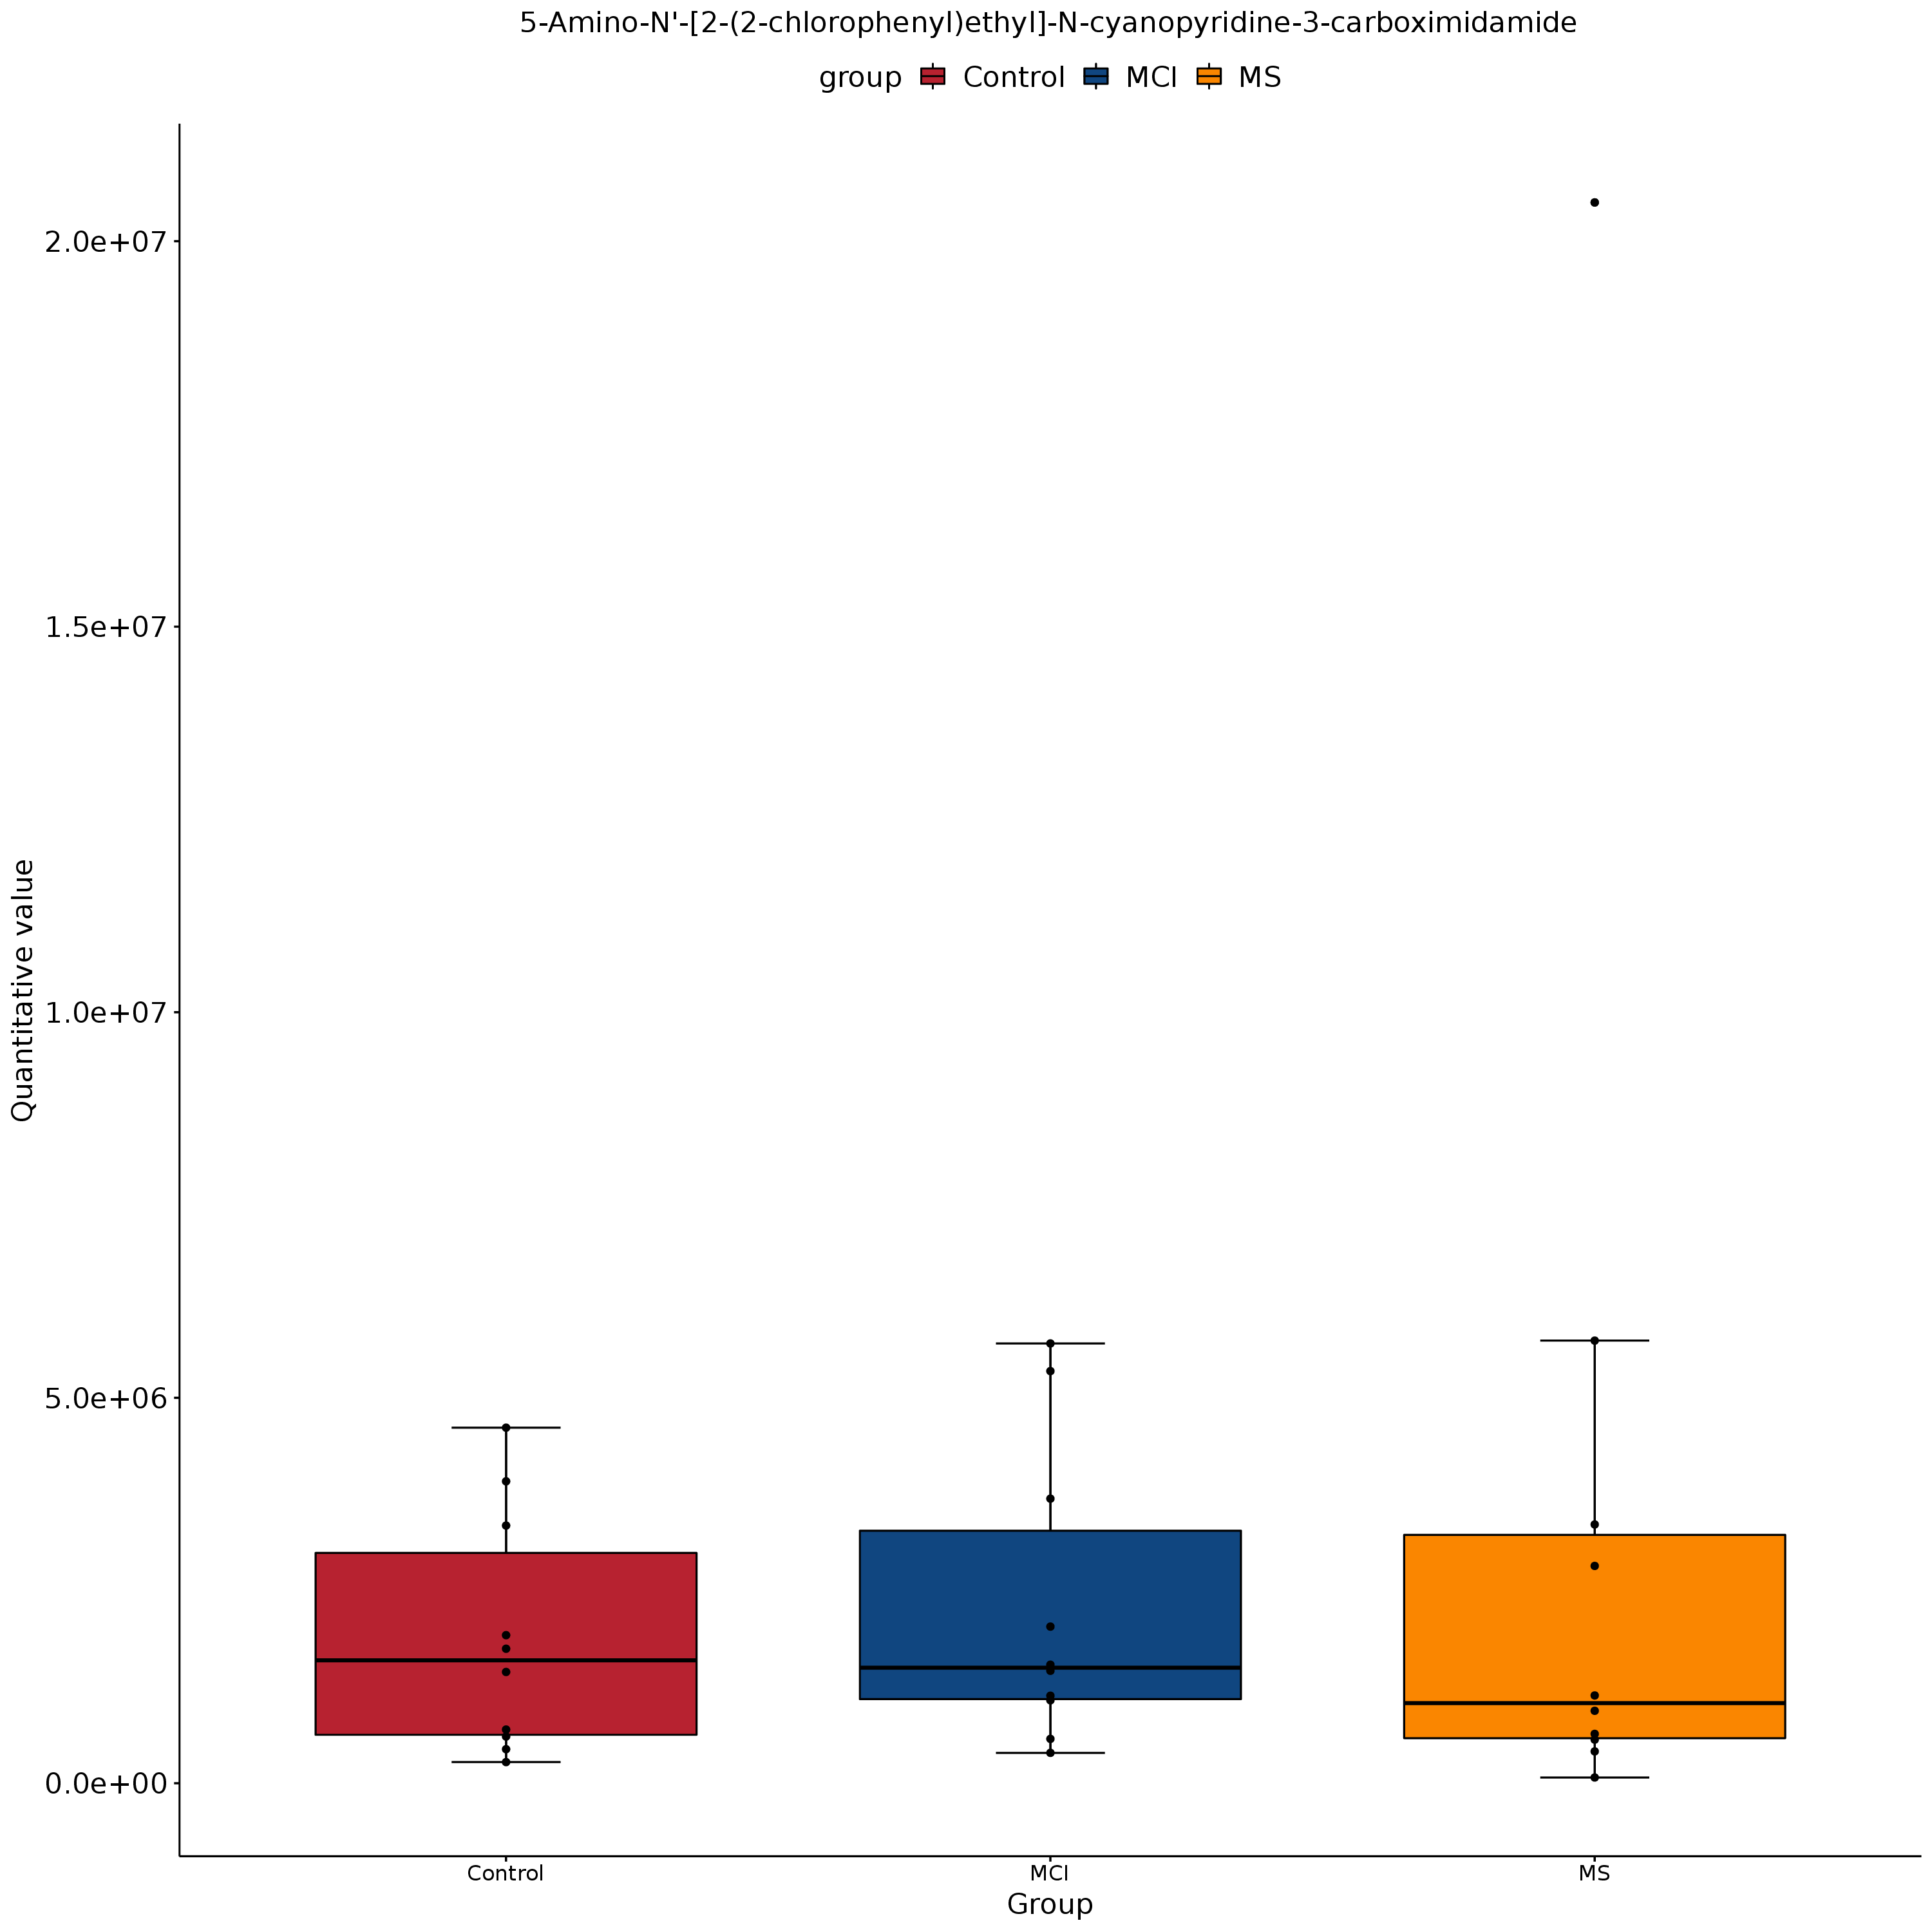 5-Amino-N'-[2-(2-chlorophenyl)ethyl]-N-cyanopyridine-3-carboximidamide
group Control MCI MS
2.0e+07
1.5e+07
1.0e+07
5.0e+06
0.0e+00
Quantitative value
Control MCI MS
Group